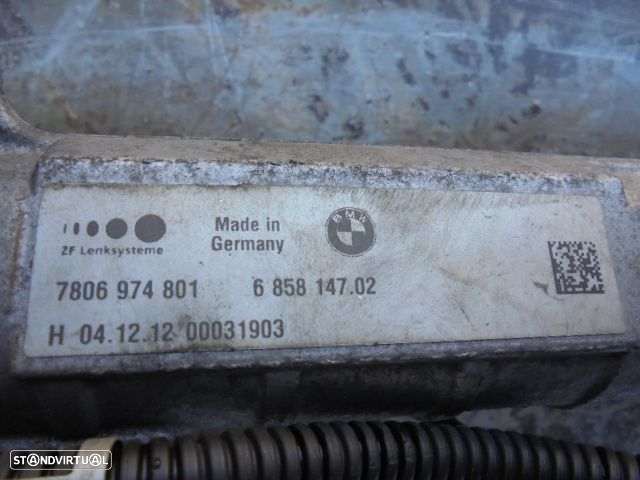 ZF Lenksysteme
Made in
Germany
BMW
7806 974 801 6 858 147.02
H 04.12.12 00031903
STANDVIRTUAL